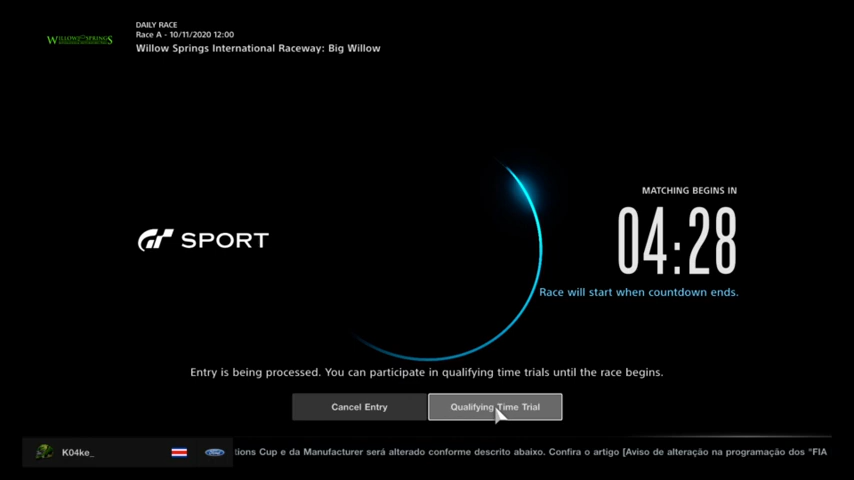 WILLOW SPRINGS
DAILY RACE
Race A - 10/11/2020 12:00
Willow Springs International Raceway: Big Willow
MATCHING BEGINS IN
04:28
GT SPORT
Race will start when countdown ends.
Entry is being processed. You can participate in qualifying time trials until the race begins.
Cancel Entry
Qualifying Time Trial
K04ke_
Ford
tions Cup e da Manufacturer será alterado conforme descrito abaixo. Confira o artigo [Aviso de alteração na programação dos "FIA